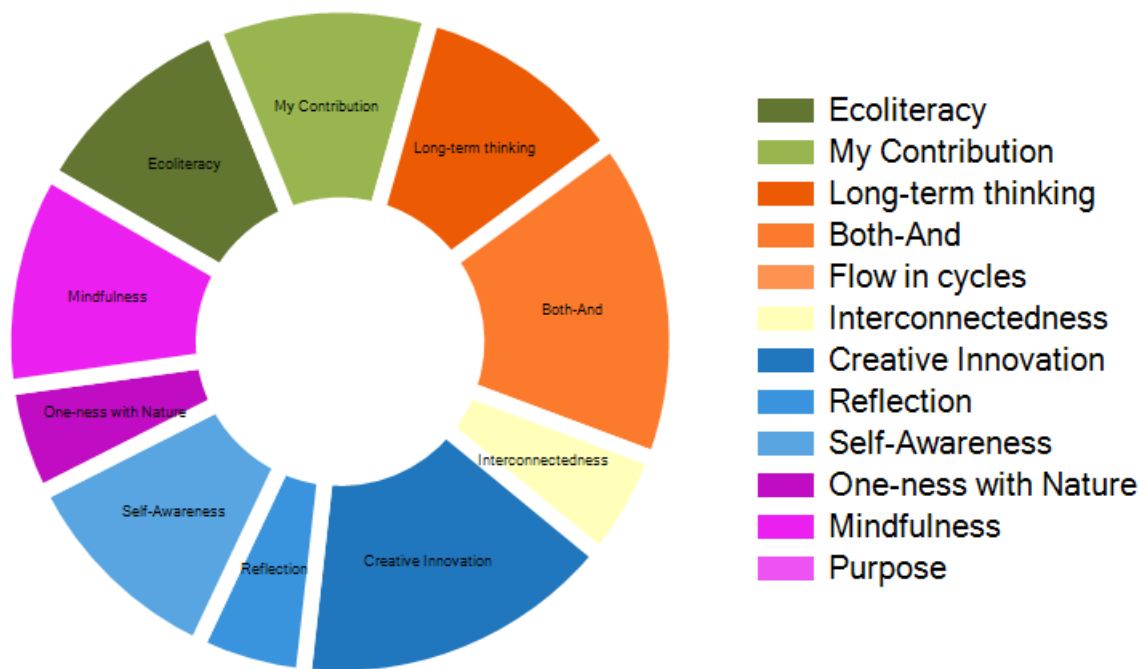 My Contribution
Long-term thinking
Ecoliteracy
Mindfulness
Both-And
One-ness with Nature
Interconnectedness
Self-Awareness
Reflection
Creative Innovation
Ecoliteracy
My Contribution
Long-term thinking
Both-And
Flow in cycles
Interconnectedness
Creative Innovation
Reflection
Self-Awareness
One-ness with Nature
Mindfulness
Purpose